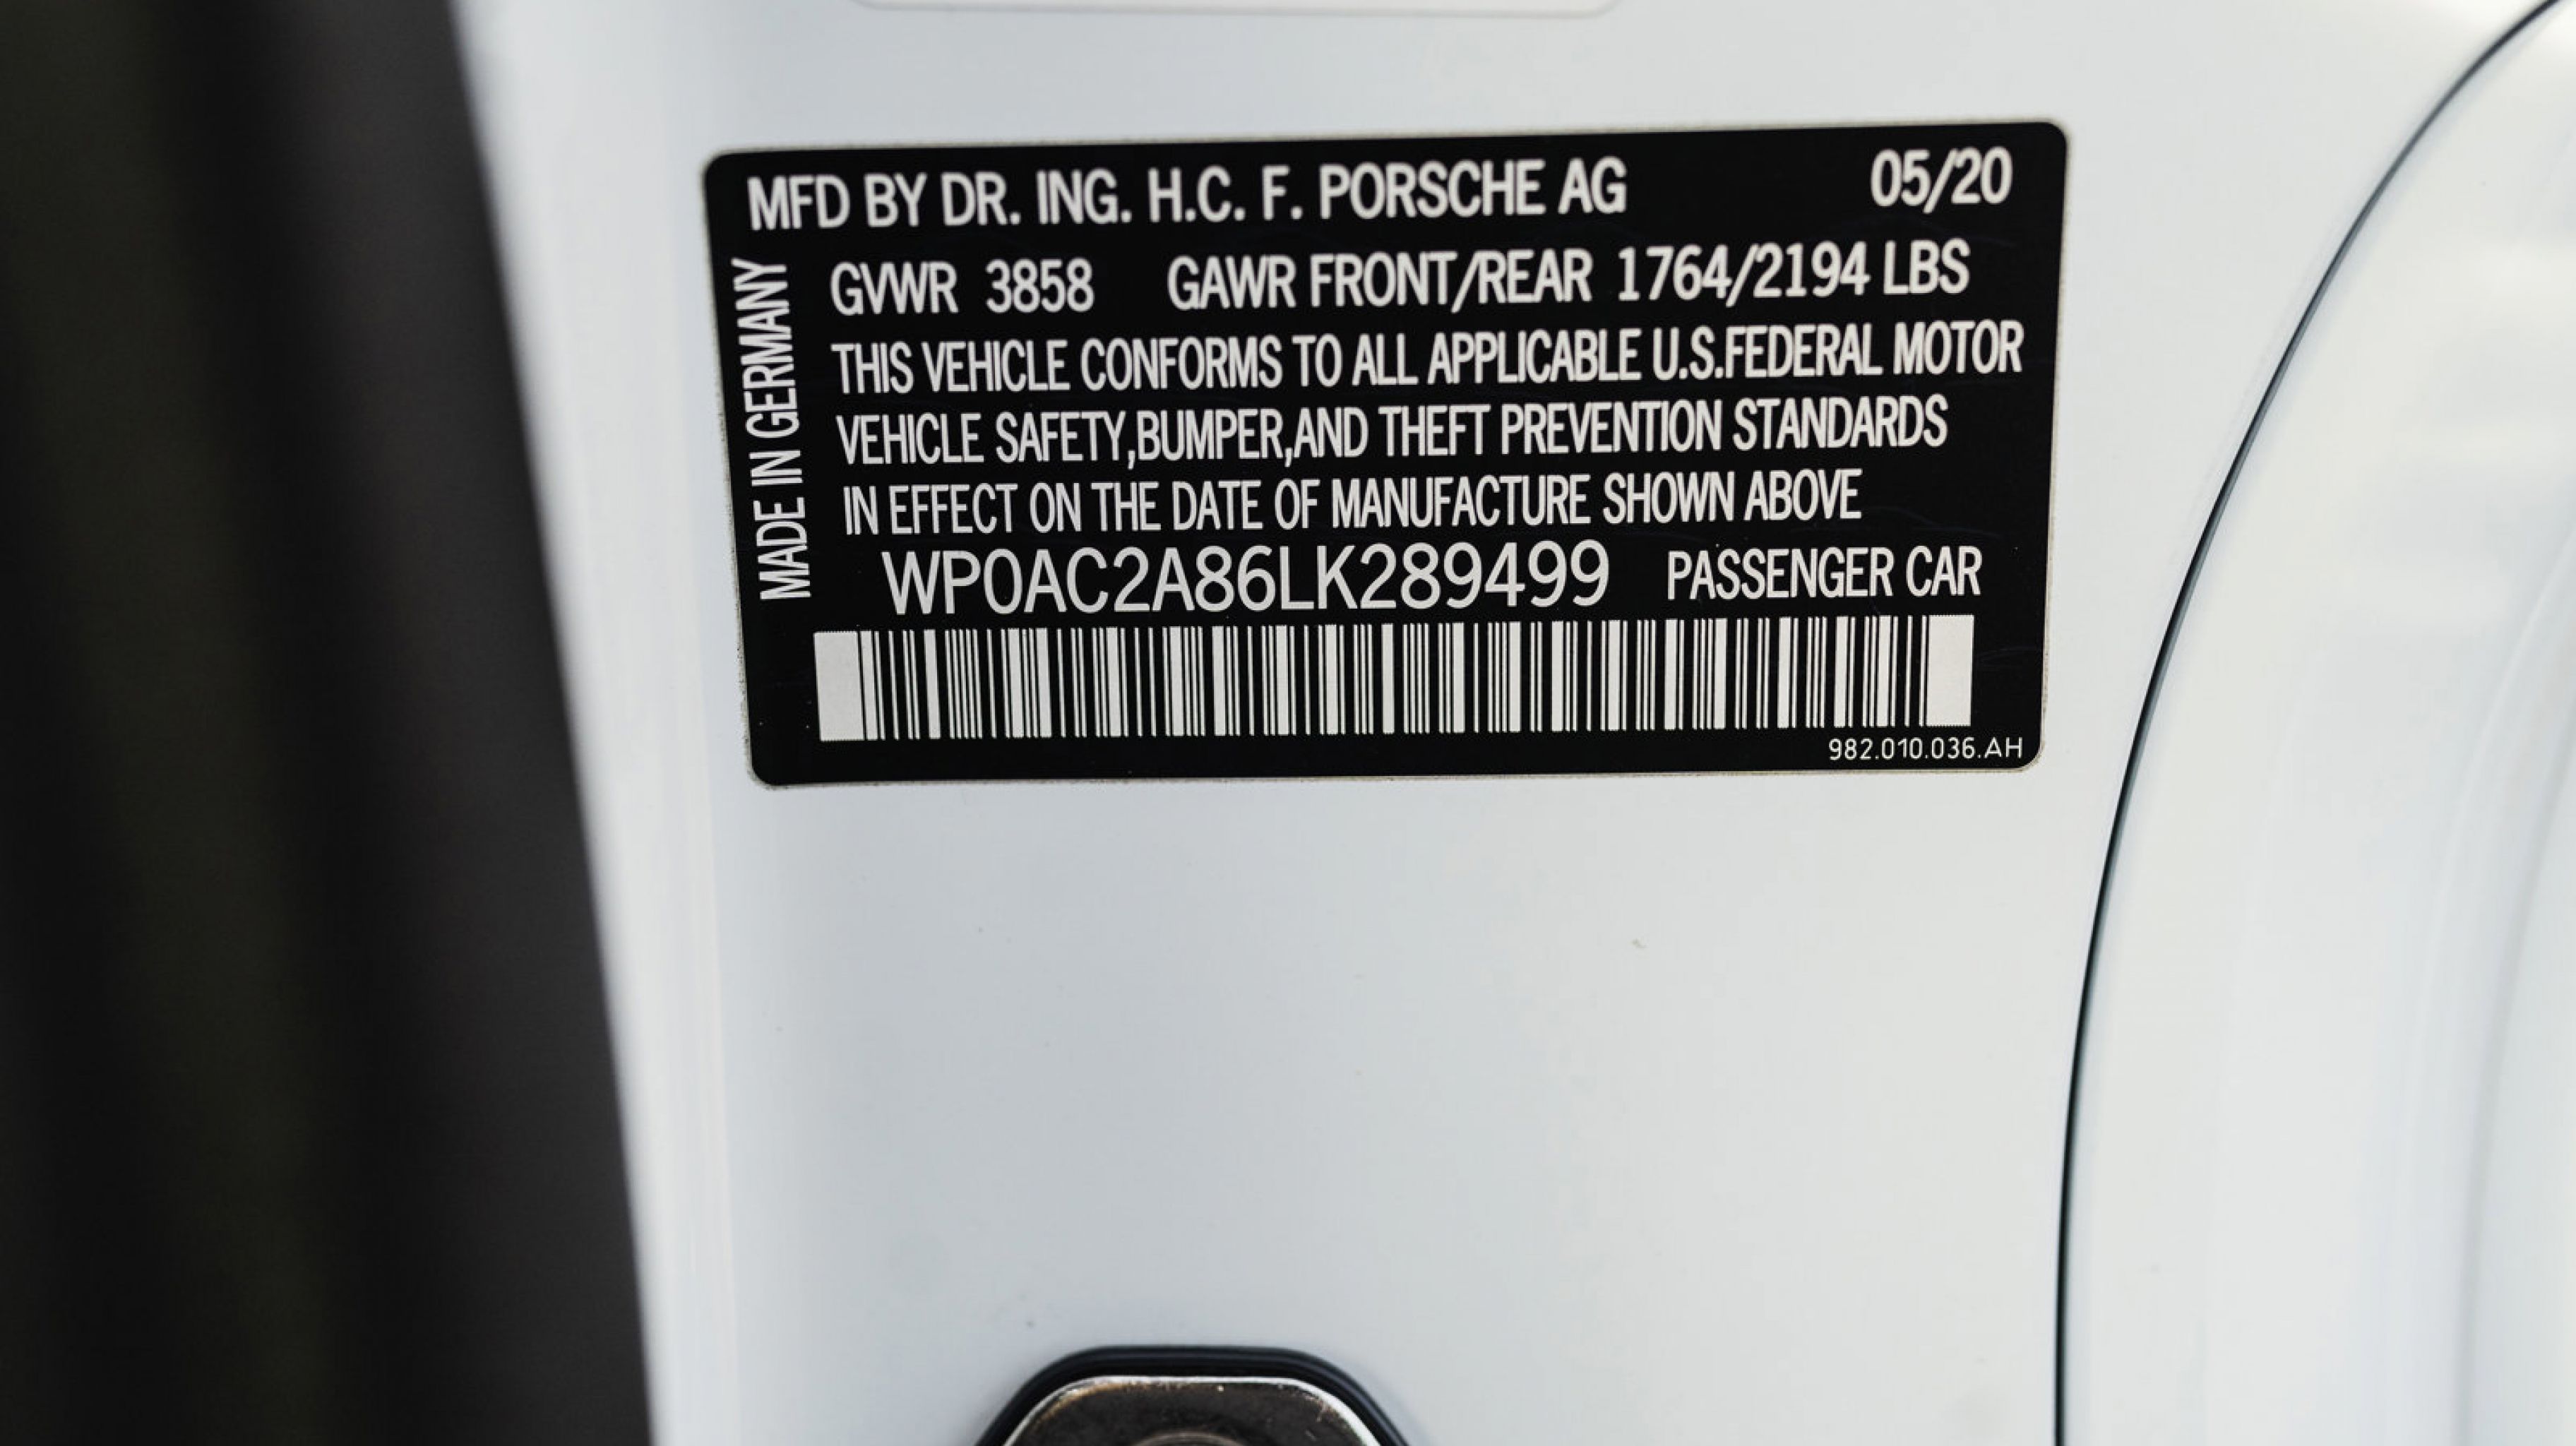 MFD BY DR. ING. H.C. F. PORSCHE AG 05/20
MADE IN GERMANY
GVWR 3858 GAWR FRONT/REAR 1764/2194 LBS
THIS VEHICLE CONFORMS TO ALL APPLICABLE U.S.FEDERAL MOTOR
VEHICLE SAFETY,BUMPER,AND THEFT PREVENTION STANDARDS
IN EFFECT ON THE DATE OF MANUFACTURE SHOWN ABOVE
WP0AC2A86LK289499 PASSENGER CAR
982.010.036.AH